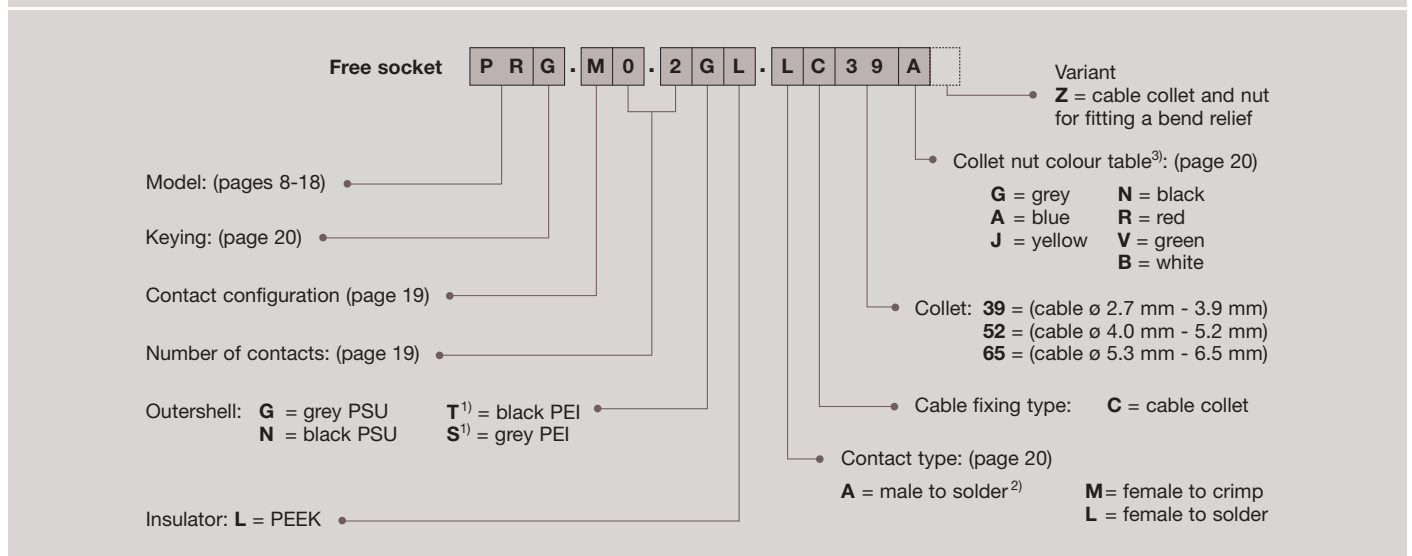 Free socket P R G . M 0 . 2 G L . L C 3 9 A
Variant
Z = cable collet and nut
for fitting a bend relief
Collet nut colour table3): (page 20)
G = grey N = black
A = blue R = red
J = yellow V = green
B = white
Model: (pages 8-18)
Keying: (page 20)
Contact configuration (page 19)
Collet: 39 = (cable ø 2.7 mm - 3.9 mm)
52 = (cable ø 4.0 mm - 5.2 mm)
65 = (cable ø 5.3 mm - 6.5 mm)
Number of contacts: (page 19)
Outershell: G = grey PSU T1) = black PEI
N = black PSU S1) = grey PEI
Cable fixing type: C = cable collet
Contact type: (page 20)
A = male to solder2) M= female to crimp
L = female to solder
Insulator: L = PEEK